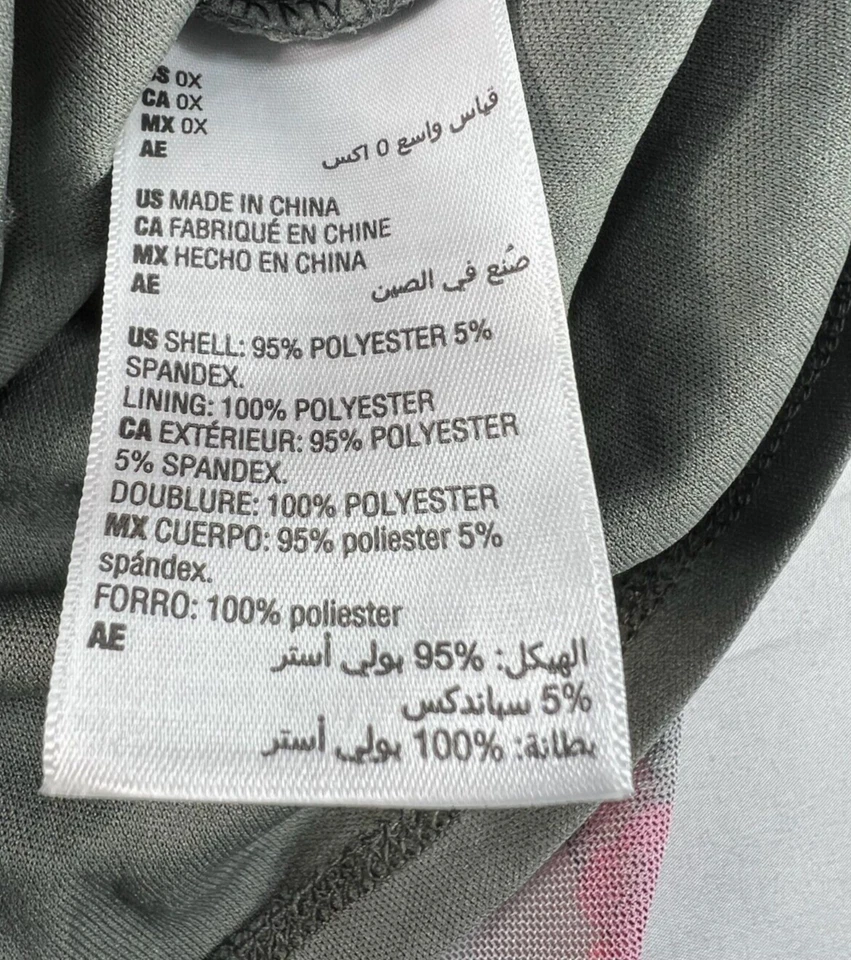 US 0X
CA 0X
MX 0X
AE
قياس واسع 0 اكس
US MADE IN CHINA
CA FABRIQUÉ EN CHINE
MX HECHO EN CHINA
AE
صُنع في الصين
US SHELL: 95% POLYESTER 5%
SPANDEX.
LINING: 100% POLYESTER
CA EXTÉRIEUR: 95% POLYESTER
5% SPANDEX.
DOUBLURE: 100% POLYESTER
MX CUERPO: 95% poliester 5%
spándex.
FORRO: 100% poliester
AE
الهيكل: 95% بولي أستر
5% سباندكس
بطانة: 100% بولي أستر